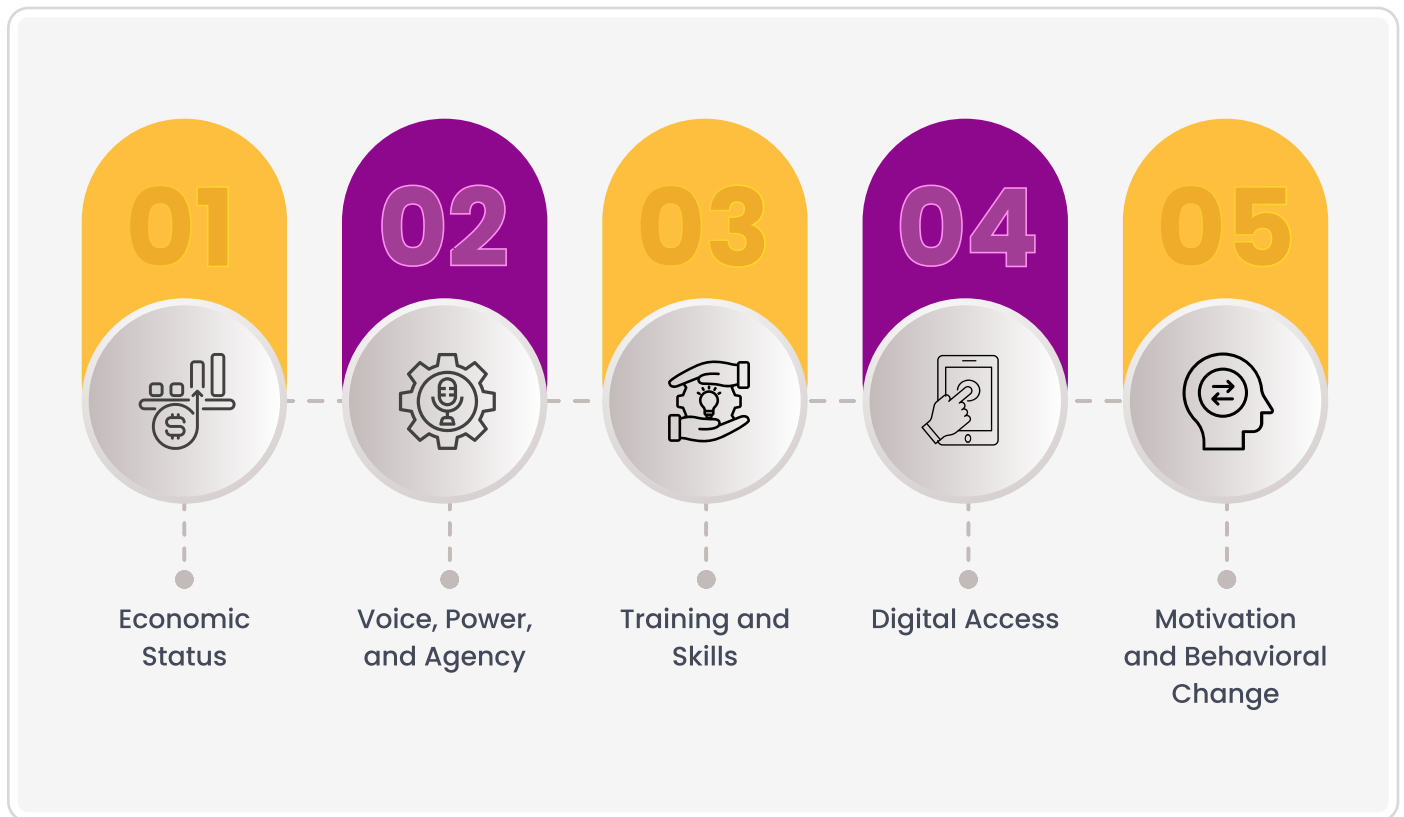 01
02
03
04
05
Economic
Status
Voice, Power,
and Agency
Training and
Skills
Digital Access
Motivation
and Behavioral
Change